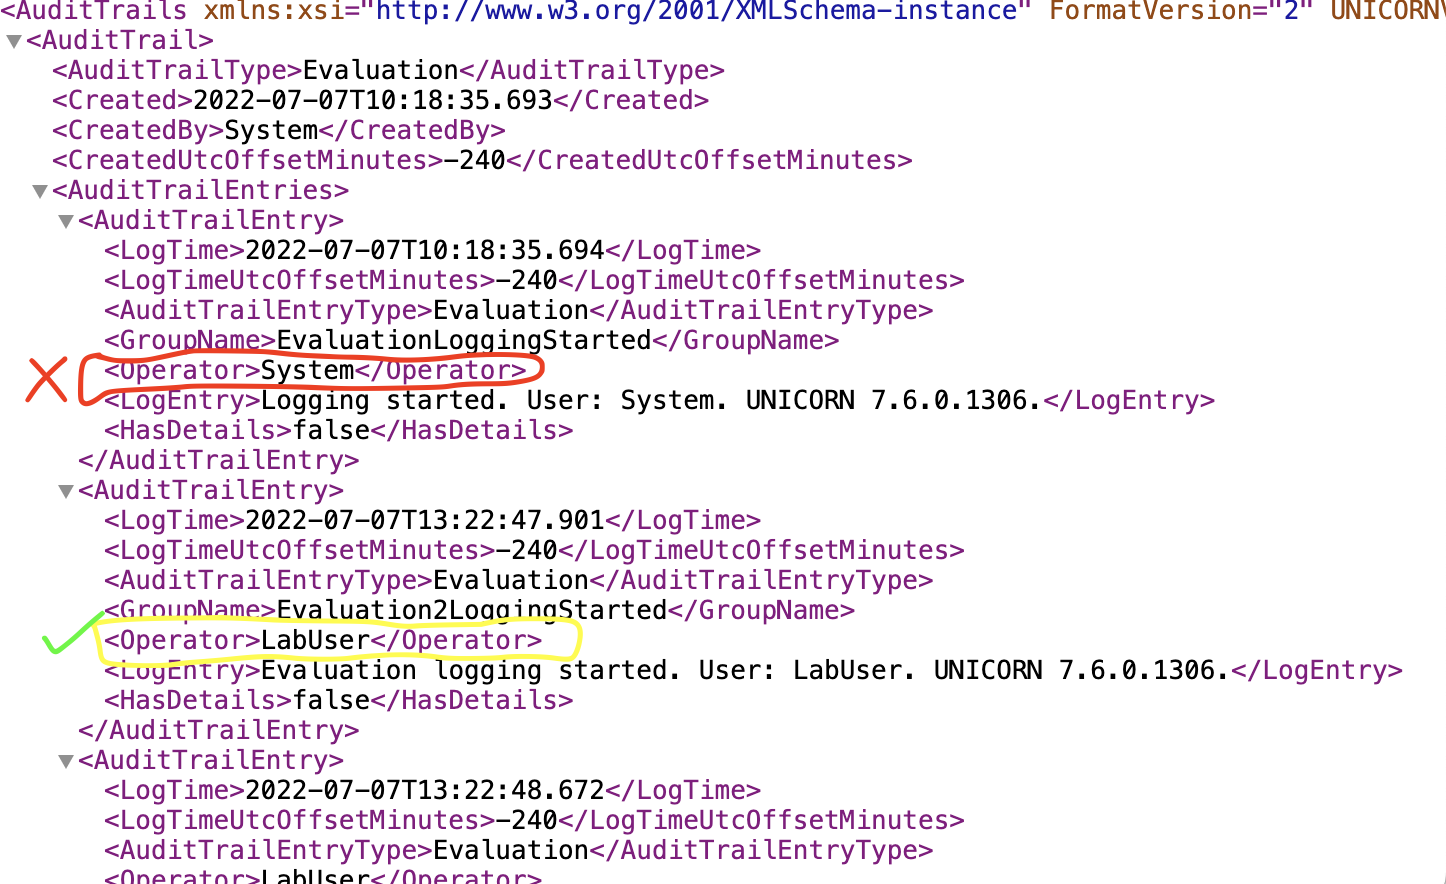 <AuditTrails xmlns:xsi="http://www.w3.org/2001/XMLSchema-instance" FormatVersion="2"
<AuditTrail>
<AuditTrailType>Evaluation</AuditTrailType>
<Created>2022-07-07T10:18:35.693</Created>
<CreatedBy>System</CreatedBy>
<CreatedUtcOffsetMinutes>-240</CreatedUtcOffsetMinutes>
<AuditTrailEntries>
<AuditTrailEntry>
<LogTime>2022-07-07T10:18:35.694</LogTime>
<LogTimeUtcOffsetMinutes>-240</LogTimeUtcOffsetMinutes>
<AuditTrailEntryType>Evaluation</AuditTrailEntryType>
<GroupName>EvaluationLoggingStarted</GroupName>
<Operator>System</Operator>
<LogEntry>Logging started. User: System. UNICORN 7.6.0.1306.</LogEntry>
<HasDetails>false</HasDetails>
</AuditTrailEntry>
<AuditTrailEntry>
<LogTime>2022-07-07T13:22:47.901</LogTime>
<LogTimeUtcOffsetMinutes>-240</LogTimeUtcOffsetMinutes>
<AuditTrailEntryType>Evaluation</AuditTrailEntryType>
<GroupName>Evaluation2LoggingStarted</GroupName>
<Operator>LabUser</Operator>
<LogEntry>Evaluation logging started. User: LabUser. UNICORN 7.6.0.1306.</LogEntry>
<HasDetails>false</HasDetails>
</AuditTrailEntry>
<AuditTrailEntry>
<LogTime>2022-07-07T13:22:48.672</LogTime>
<LogTimeUtcOffsetMinutes>-240</LogTimeUtcOffsetMinutes>
<AuditTrailEntryType>Evaluation</AuditTrailEntryType>
<Operator>LabUser</Operator>